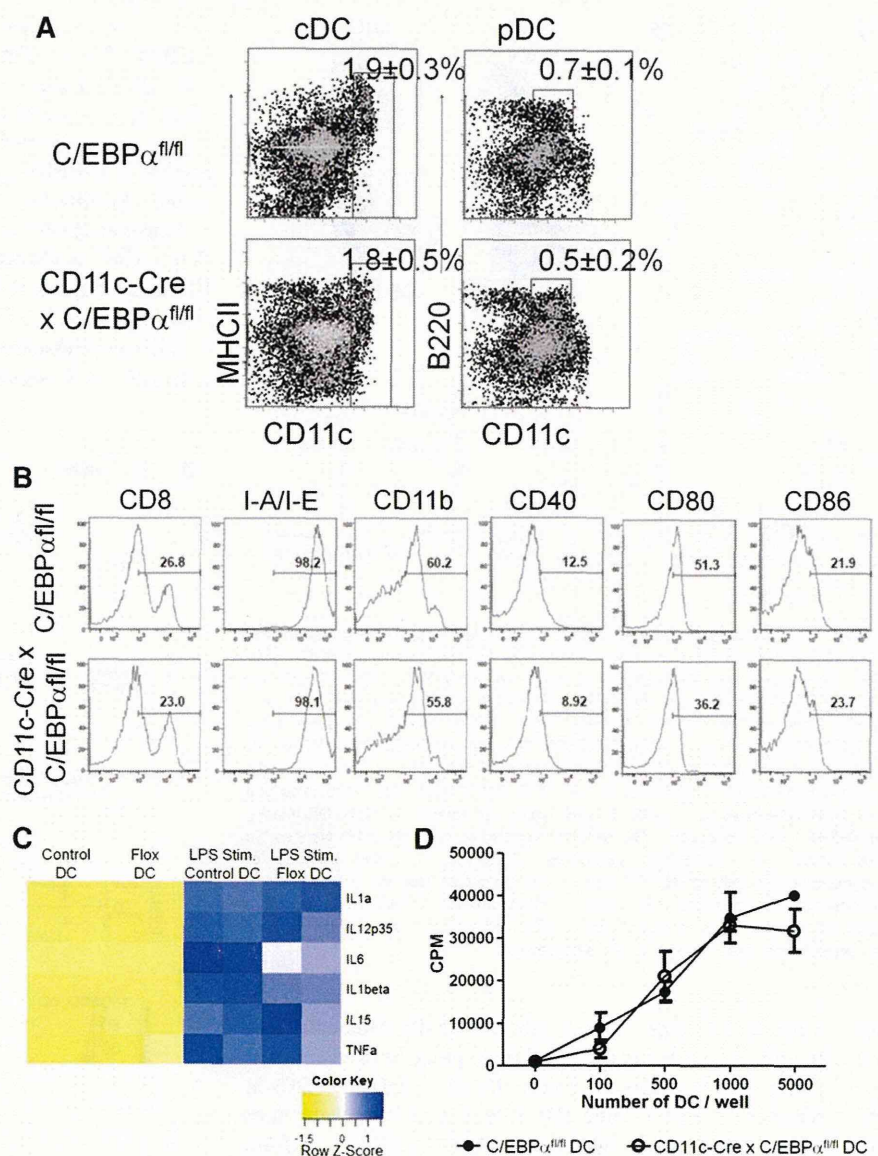 A
cDC
pDC
1.9±0.3%
0.7±0.1%
C/EBPα^fl/fl
1.8±0.5%
0.5±0.2%
CD11c-Cre
x C/EBPα^fl/fl
MHCII
B220
CD11c
CD11c
B
CD8
I-A/I-E
CD11b
CD40
CD80
CD86
C/EBPαfl/fl
26.8
98.2
60.2
12.5
51.3
21.9
CD11c-Cre x
C/EBPαfl/fl
23.0
98.1
55.8
8.92
36.2
23.7
C
Control
DC
Flox
DC
LPS Stim.
Control DC
LPS Stim.
Flox DC
IL1a
IL12p35
IL6
IL1beta
IL15
TNFa
Color Key
-1.5
0
1
Row Z-Score
D
50000
40000
30000
20000
10000
0
CPM
0
100
500
1000
5000
Number of DC / well
C/EBPα^fl/fl DC
CD11c-Cre x C/EBPα^fl/fl DC